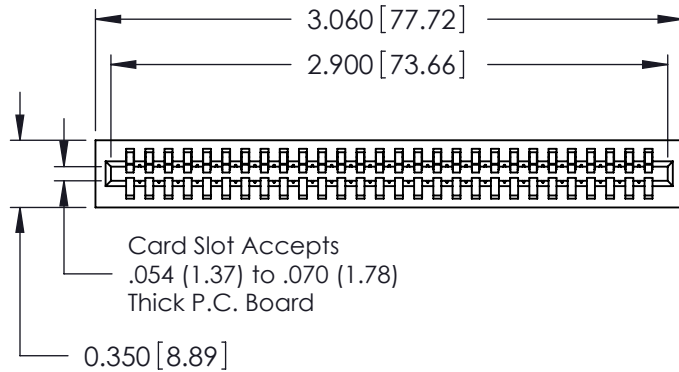 3.060 [77.72]
2.900 [73.66]
Card Slot Accepts
.054 (1.37) to .070 (1.78)
Thick P.C. Board
0.350 [8.89]